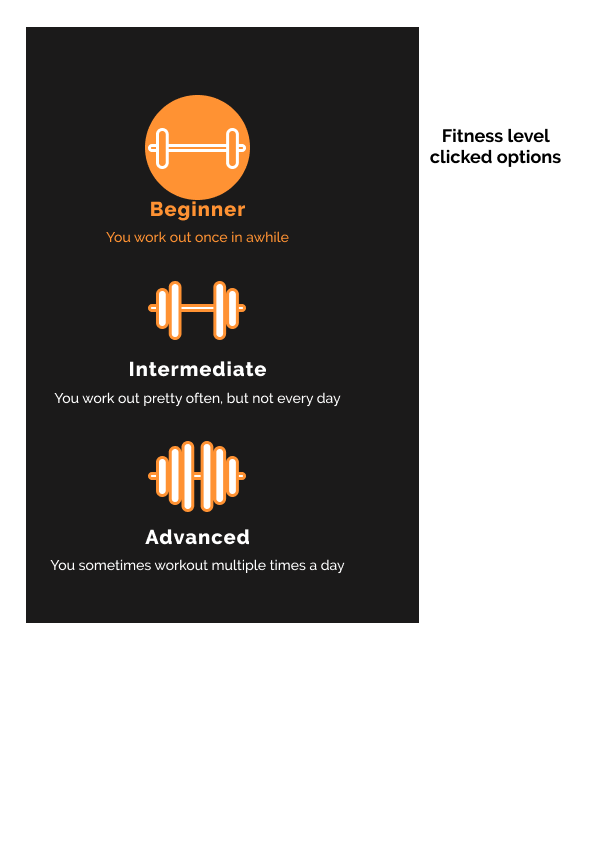 Fitness level
clicked options
Beginner
You work out once in awhile
Intermediate
You work out pretty often, but not every day
Advanced
You sometimes workout multiple times a day